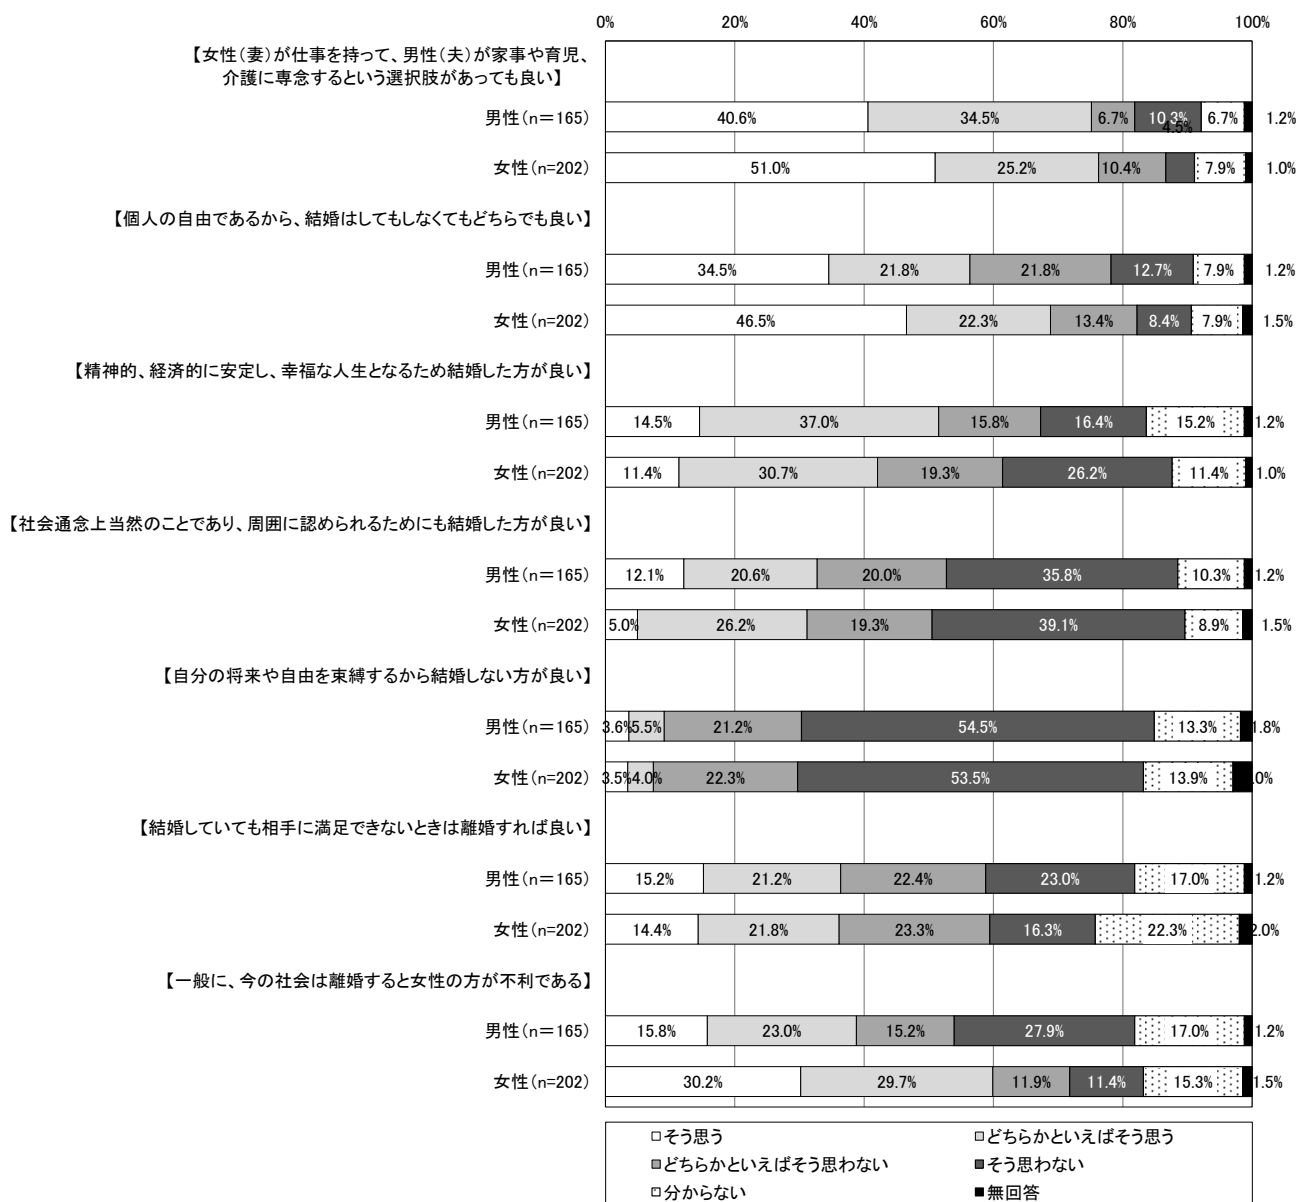 0% 20% 40% 60% 80% 100%
【女性(妻)が仕事を持って、男性(夫)が家事や育児、
介護に専念するという選択肢があっても良い】
男性(n=165) 40.6% 34.5% 6.7% 10.3% 6.7% 1.2%
女性(n=202) 51.0% 25.2% 10.4% 4.5% 7.9% 1.0%
【個人の自由であるから、結婚はしてもしなくてもどちらでも良い】
男性(n=165) 34.5% 21.8% 21.8% 12.7% 7.9% 1.2%
女性(n=202) 46.5% 22.3% 13.4% 8.4% 7.9% 1.5%
【精神的、経済的に安定し、幸福な人生となるため結婚した方が良い】
男性(n=165) 14.5% 37.0% 15.8% 16.4% 15.2% 1.2%
女性(n=202) 11.4% 30.7% 19.3% 26.2% 11.4% 1.0%
【社会通念上当然のことであり、周囲に認められるためにも結婚した方が良い】
男性(n=165) 12.1% 20.6% 20.0% 35.8% 10.3% 1.2%
女性(n=202) 5.0% 26.2% 19.3% 39.1% 8.9% 1.5%
【自分の将来や自由を束縛するから結婚しない方が良い】
男性(n=165) 3.6% 5.5% 21.2% 54.5% 13.3% 1.8%
女性(n=202) 3.5% 4.0% 22.3% 53.5% 13.9%
【結婚していても相手に満足できないときは離婚すれば良い】
男性(n=165) 15.2% 21.2% 22.4% 23.0% 17.0% 1.2%
女性(n=202) 14.4% 21.8% 23.3% 16.3% 22.3% 2.0%
【一般に、今の社会は離婚すると女性の方が不利である】
男性(n=165) 15.8% 23.0% 15.2% 27.9% 17.0% 1.2%
女性(n=202) 30.2% 29.7% 11.9% 11.4% 15.3% 1.5%
そう思う どちらかといえばそう思う
どちらかといえばそう思わない そう思わない
分からない 無回答